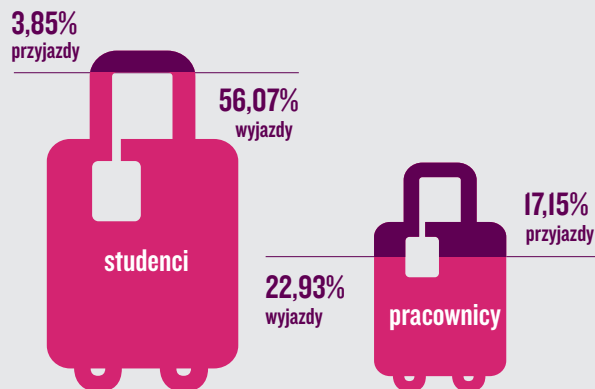 3,85%
przyjazdy
56,07%
wyjazdy
studenci
17,15%
przyjazdy
22,93%
wyjazdy
pracownicy